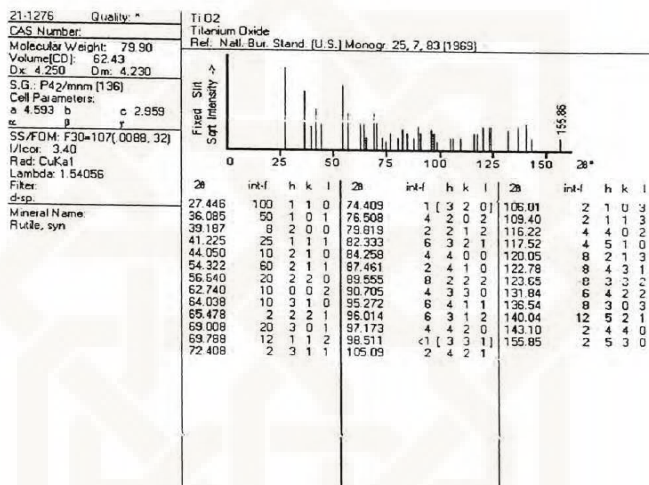 21-1276 Quality: *
CAS Number:
Molecular Weight: 79.90
Volume[CD]: 62.43
Dx: 4.250 Dm: 4.230
S.G.: P42/mnm (136)
Cell Parameters:
a 4.593 b c 2.959
α β γ
SS/FOM: F30=107(.0088, 32)
I/Icor: 3.40
Rad: CuKa1
Lambda: 1.54056
Filter:
d-sp:
Mineral Name:
Rutile, syn
Ti O2
Titanium Oxide
Ref: Natl. Bur. Stand. (U.S.) Monogr. 25, 7, 83 (1969)
Fixed Slit
Sqrt Intensity ->
155.86
0 25 50 75 100 125 150 2θ°
2θ int-f h k l 2θ int-f h k l 2θ int-f h k l
27.446 100 1 1 0 74.409 1 [ 3 2 0] 106.01 2 1 0 3
36.085 50 1 0 1 76.508 4 2 0 2 109.40 2 1 1 3
39.187 8 2 0 0 79.819 2 2 1 2 116.22 4 4 0 2
41.225 25 1 1 1 82.333 6 3 2 1 117.52 4 5 1 0
44.050 10 2 1 0 84.258 4 4 0 0 120.05 8 2 1 3
54.322 60 2 1 1 87.461 2 4 1 0 122.78 8 4 3 1
56.640 20 2 2 0 89.555 8 2 2 2 123.65 8 3 3 2
62.740 10 0 0 2 90.705 4 3 3 0 131.84 6 4 2 2
64.038 10 3 1 0 95.272 6 4 1 1 136.54 8 3 0 3
65.478 2 2 2 1 96.014 6 3 1 2 140.04 12 5 2 1
69.008 20 3 0 1 97.173 4 4 2 0 143.10 2 4 4 0
69.788 12 1 1 2 98.511 <1 [ 3 3 1] 155.85 2 5 3 0
72.408 2 3 1 1 105.09 2 4 2 1